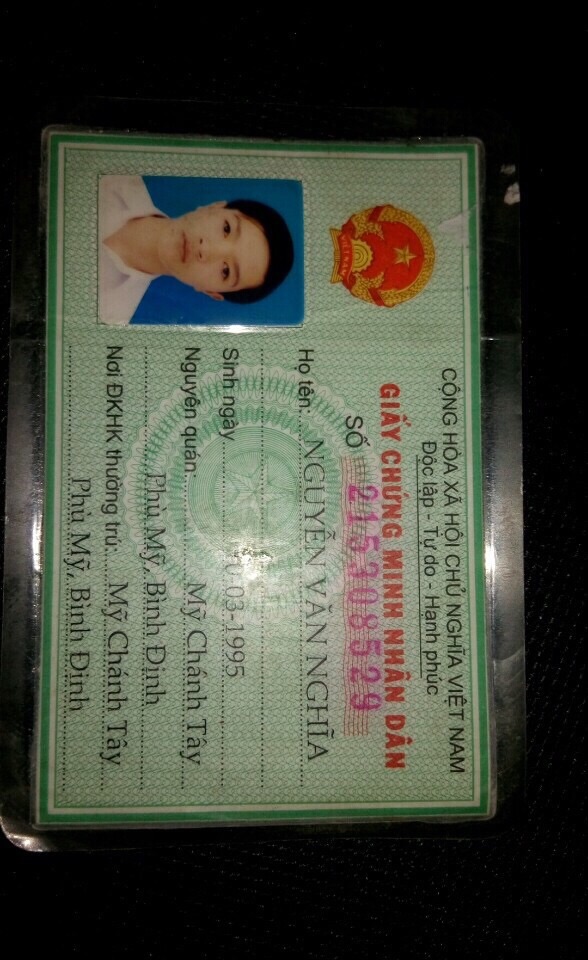 CỘNG HÒA XÃ HỘI CHỦ NGHĨA VIỆT NAM
Độc lập - Tự do - Hạnh phúc
GIẤY CHỨNG MINH NHÂN DÂN
SỐ 215308529
Họ tên: NGUYỄN VĂN NGHĨA
Sinh ngày 03-1995
Nguyên quán: Mỹ Chánh Tây
Phù Mỹ, Bình Định
Nơi ĐKHK thường trú: Mỹ Chánh Tây
Phù Mỹ, Bình Định
VIỆT NAM